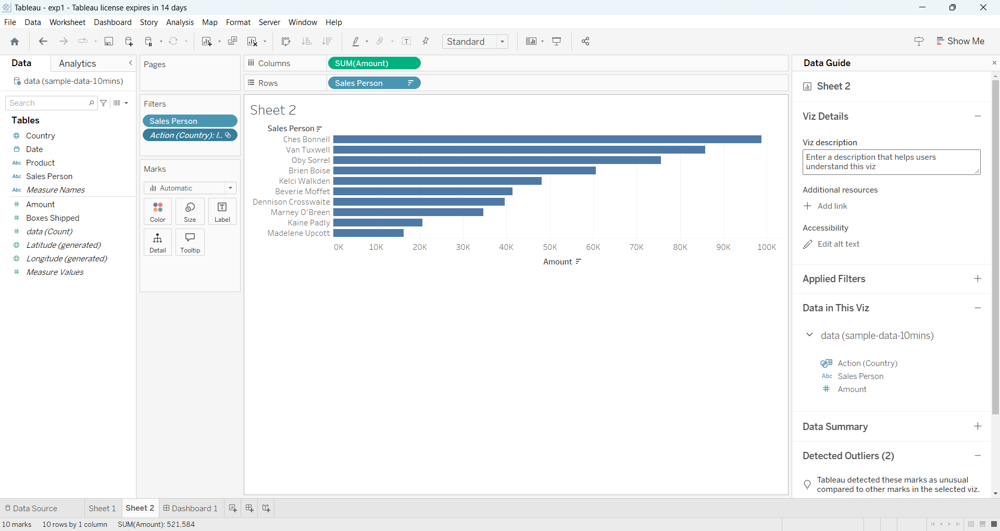 Tableau - exp1 - Tableau license expires in 14 days
File Data Worksheet Dashboard Story Analysis Map Format Server Window Help
Standard
Show Me
Data
Analytics
data (sample-data-10mins)
Search
Tables
Country
Date
Abc Product
Abc Sales Person
Abc Measure Names
Amount
Boxes Shipped
data (Count)
Latitude (generated)
Longitude (generated)
Measure Values
Pages
Filters
Sales Person
Action (Country): I..
Marks
Automatic
Color
Size
Label
Detail
Tooltip
Columns
SUM(Amount)
Rows
Sales Person
Sheet 2
Sales Person
Ches Bonnell
Van Tuxwell
Oby Sorrel
Brien Boise
Kelci Walkden
Beverie Moffet
Dennison Crosswaite
Marney O’Breen
Kaine Padly
Madelene Upcott
0K 10K 20K 30K 40K 50K 60K 70K 80K 90K 100K
Amount
Data Guide
Sheet 2
Viz Details
Viz description
Enter a description that helps users
understand this viz
Additional resources
Add link
Accessibility
Edit alt text
Applied Filters
Data in This Viz
data (sample-data-10mins)
Action (Country)
Abc Sales Person
Amount
Data Summary
Detected Outliers (2)
Tableau detected these marks as unusual
compared to other marks in the selected viz.
Data Source
Sheet 1
Sheet 2
Dashboard 1
10 marks
10 rows by 1 column
SUM(Amount): 521,584